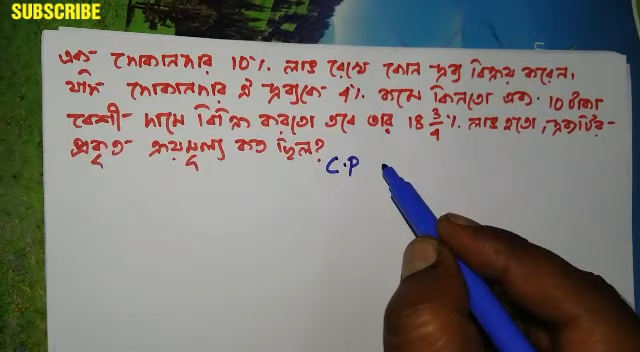 SUBSCRIBE
এক দোকানদার 10% লাভ রেখে কোন দ্রব্য বিক্রয় করেন,
যদি দোকানদার ঐ দ্রব্যকে 4% কমে কিনতো এবং 10 টাকা
বেশী দামে বিক্রি করতো তবে তার 18 3/4% লাভ হতো, দ্রব্যটির
প্রকৃত ক্রয়মূল্য কত ছিল?
C.P